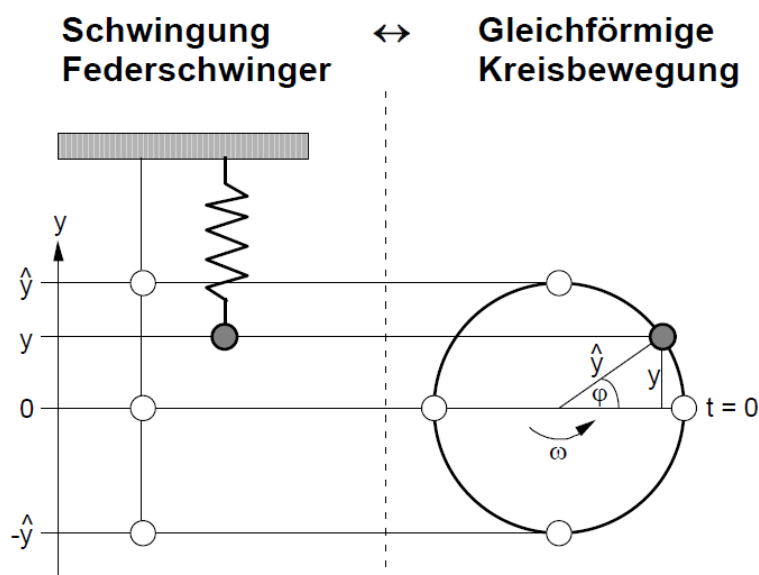 Schwingung ↔ Gleichförmige
Federschwinger Kreisbewegung
y
ŷ
y
ŷ
y
φ
0
t = 0
ω
-ŷ